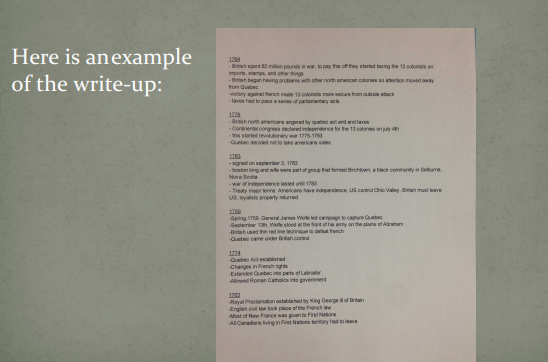 Here is an example
of the write-up:
1764
- British spent 82 million pounds in war, to pay this off they started taxing the 13 colonists on
imports, stamps, and other things
- British began having problems with other north american colonies so attention moved away
from Quebec
-victory against french made 13 colonists more secure from outside attack
- taxes had to pass a series of parliamentary acts
1776
- British north americans angered by quebec act end and taxes
- Continental congress declared independence for the 13 colonies on july 4th
- this started revolutionary war 1775-1783
-Quebec decided not to take americans sides
1783
- signed on september 3, 1783
- boston king and wife were part of group that formed Birchtown, a black community in Selburne,
Nova Scotia
- war of independence lasted until 1783
- Treaty major terms: Americans have independence, US control Ohio Valley, British must leave
US, loyalists property returned
1759
-Spring,1759, General James Wolfe led campaign to capture Quebec
-September 13th, Wolfe stood at the front of his army on the plains of Abraham
-British used thin red line technique to defeat french
-Quebec came under British control
1774
-Quebec Act established
-Changes in French rights
-Extended Quebec into parts of Labrador
-Allowed Roman Catholics into government
1763
-Royal Proclamation established by King George III of Britain
-English civil law took place of the French law
-Most of New France was given to First Nations
-All Canadiens living in First Nations territory had to leave